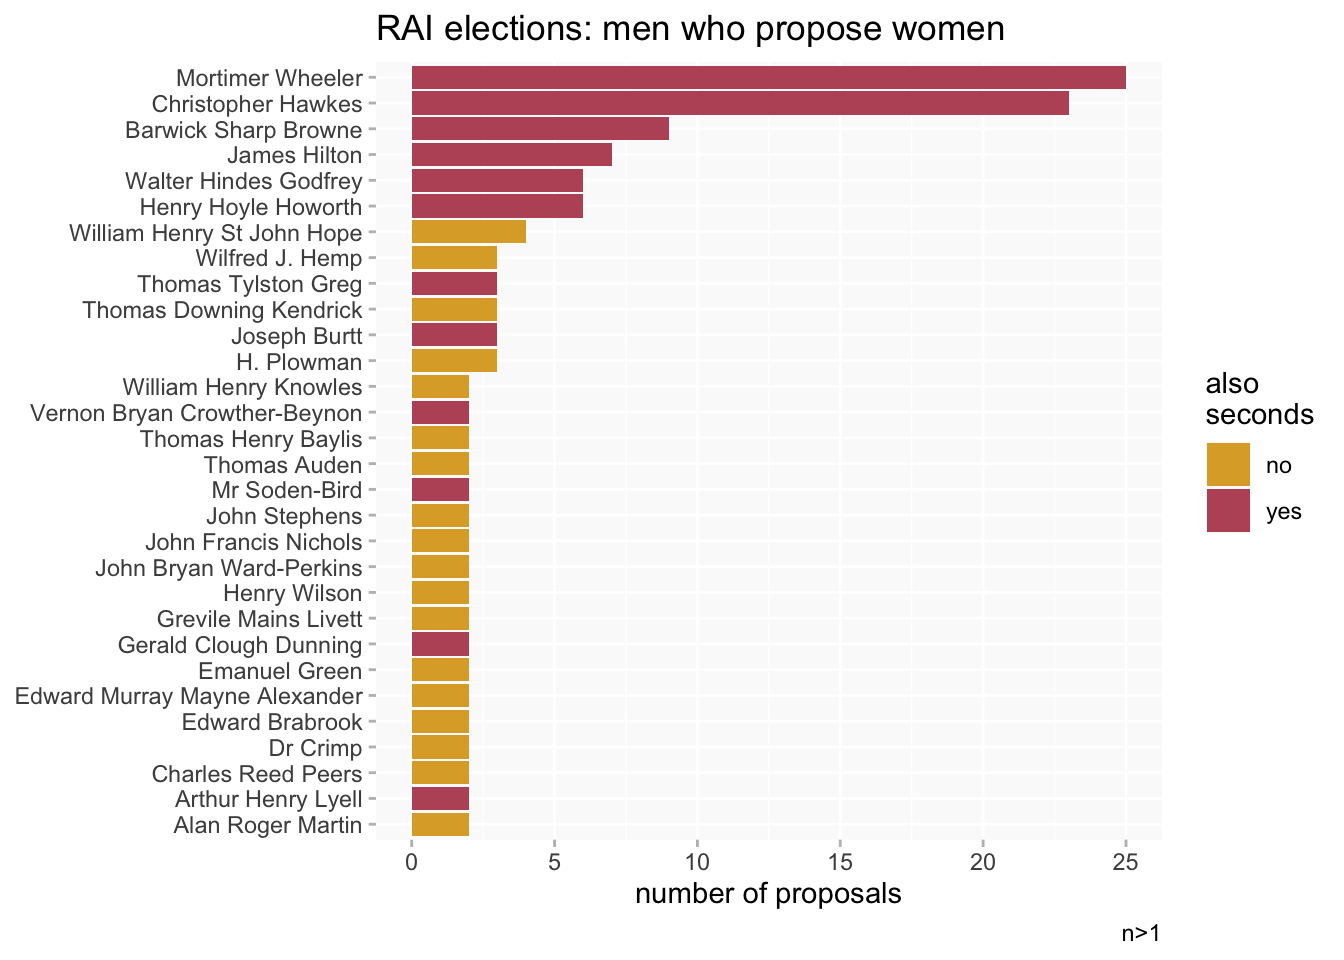 RAI elections: men who propose women
Mortimer Wheeler
Christopher Hawkes
Barwick Sharp Browne
James Hilton
Walter Hindes Godfrey
Henry Hoyle Howorth
William Henry St John Hope
Wilfred J. Hemp
Thomas Tylston Greg
Thomas Downing Kendrick
Joseph Burtt
H. Plowman
William Henry Knowles
Vernon Bryan Crowther-Beynon
Thomas Henry Baylis
Thomas Auden
Mr Soden-Bird
John Stephens
John Francis Nichols
John Bryan Ward-Perkins
Henry Wilson
Grevile Mains Livett
Gerald Clough Dunning
Emanuel Green
Edward Murray Mayne Alexander
Edward Brabrook
Dr Crimp
Charles Reed Peers
Arthur Henry Lyell
Alan Roger Martin
0 5 10 15 20 25
number of proposals
also
seconds
no
yes
n>1